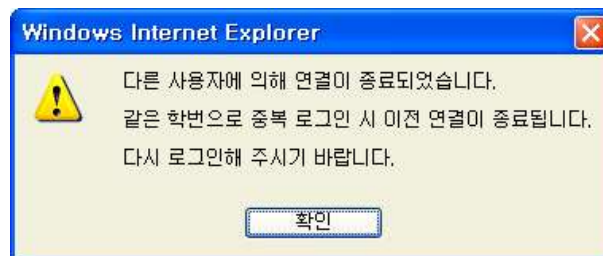 Windows Internet Explorer
다른 사용자에 의해 연결이 종료되었습니다.
같은 학번으로 중복 로그인 시 이전 연결이 종료됩니다.
다시 로그인해 주시기 바랍니다.
확인